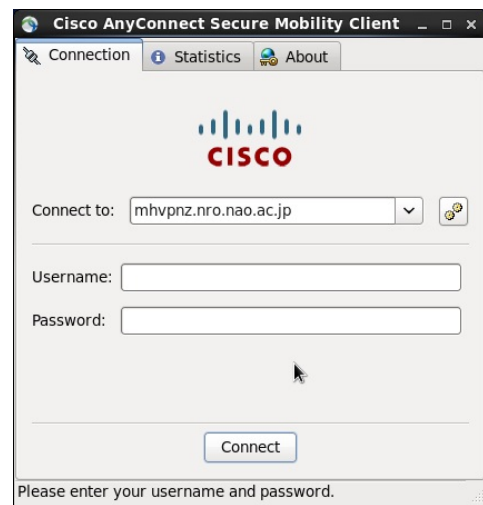 Cisco AnyConnect Secure Mobility Client
Connection Statistics About
CISCO
Connect to: mhvpnz.nro.nao.ac.jp
Username:
Password:
Connect
Please enter your username and password.